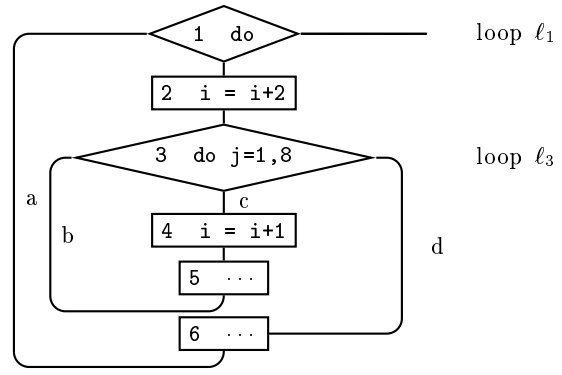 1 do loop ℓ₁
2 i = i+2
3 do j=1,8 loop ℓ₃
a
c
4 i = i+1
b
d
5 ...
6 ...